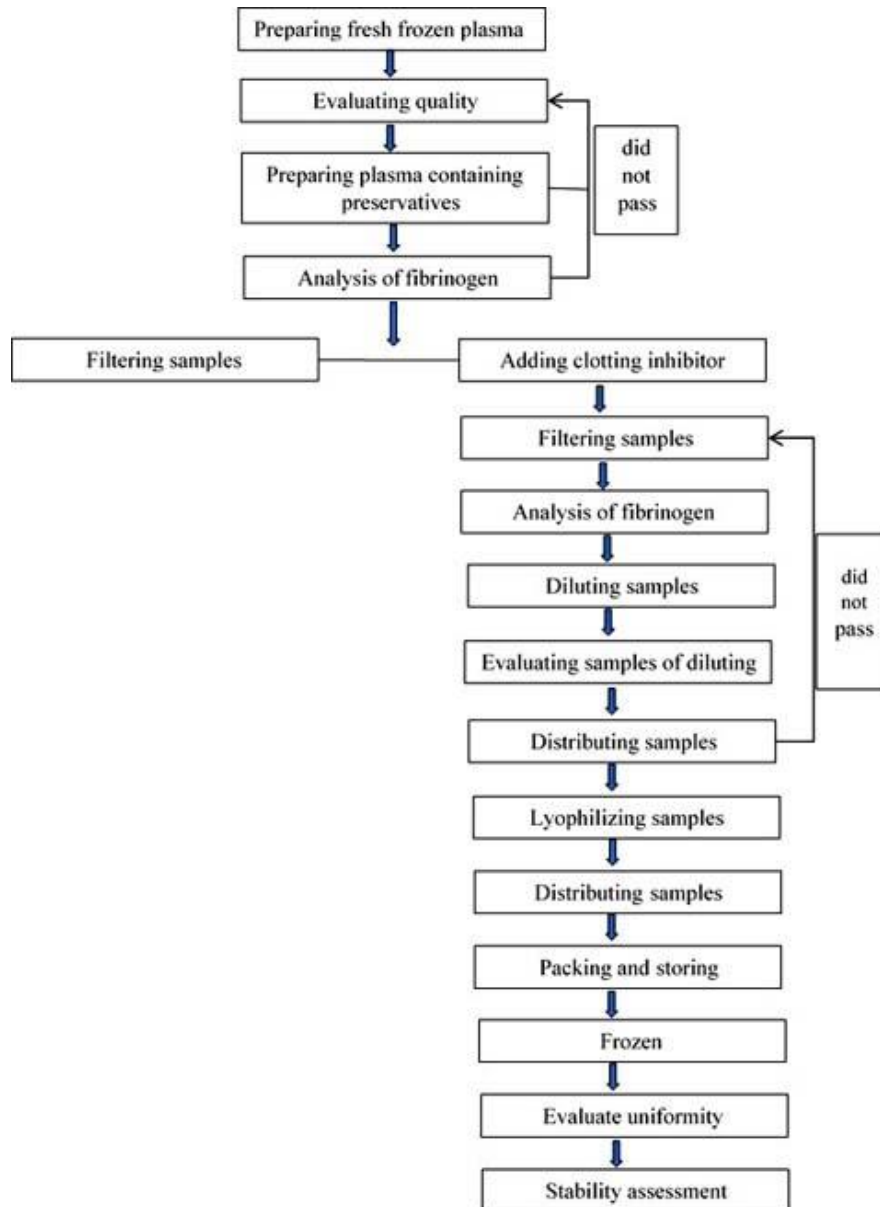 Preparing fresh frozen plasma
Evaluating quality
did
not
pass
Preparing plasma containing
preservatives
Analysis of fibrinogen
Filtering samples
Adding clotting inhibitor
Filtering samples
Analysis of fibrinogen
Diluting samples
did
not
pass
Evaluating samples of diluting
Distributing samples
Lyophilizing samples
Distributing samples
Packing and storing
Frozen
Evaluate uniformity
Stability assessment